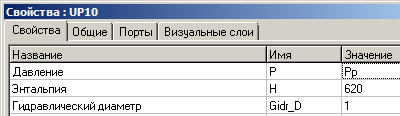 Свойства : UP10
Свойства Общие Порты Визуальные слои
Название Имя Значение
Давление P Pp
Энтальпия H 620
Гидравлический диаметр Gidr_D 1